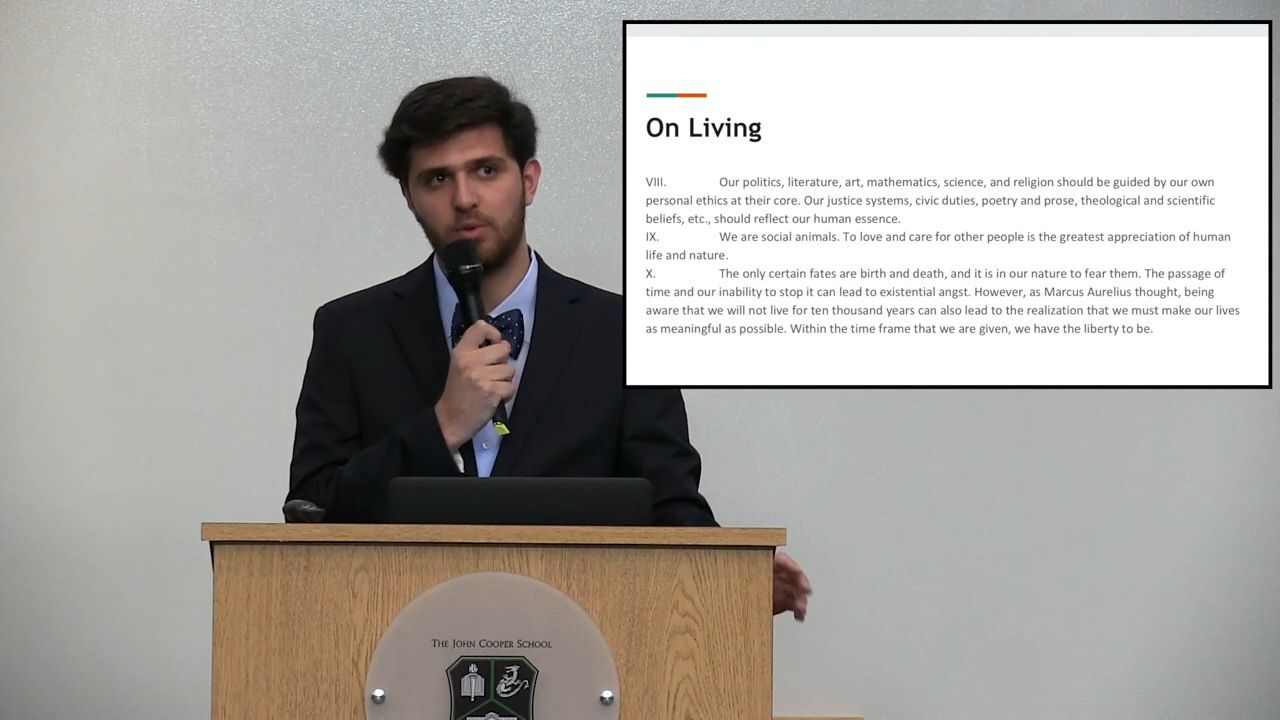 On Living
VIII. Our politics, literature, art, mathematics, science, and religion should be guided by our own
personal ethics at their core. Our justice systems, civic duties, poetry and prose, theological and scientific
beliefs, etc., should reflect our human essence.
IX. We are social animals. To love and care for other people is the greatest appreciation of human
life and nature.
X. The only certain fates are birth and death, and it is in our nature to fear them. The passage of
time and our inability to stop it can lead to existential angst. However, as Marcus Aurelius thought, being
aware that we will not live for ten thousand years can also lead to the realization that we must make our lives
as meaningful as possible. Within the time frame that we are given, we have the liberty to be.
THE JOHN COOPER SCHOOL